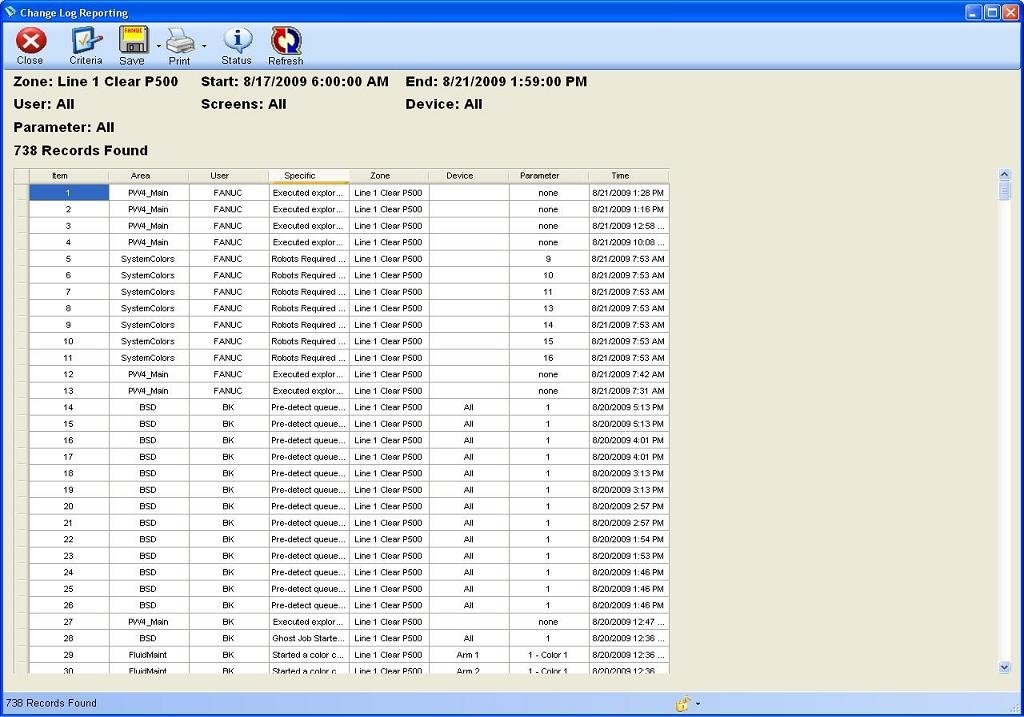 Change Log Reporting
Close Criteria Save Print Status Refresh
FANUC
Zone: Line 1 Clear P500 Start: 8/17/2009 6:00:00 AM End: 8/21/2009 1:59:00 PM
User: All Screens: All Device: All
Parameter: All
738 Records Found
Item Area User Specific Zone Device Parameter Time
1 PW4_Main FANUC Executed explor... Line 1 Clear P500 none 8/21/2009 1:28 PM
2 PW4_Main FANUC Executed explor... Line 1 Clear P500 none 8/21/2009 1:16 PM
3 PW4_Main FANUC Executed explor... Line 1 Clear P500 none 8/21/2009 12:58 ...
4 PW4_Main FANUC Executed explor... Line 1 Clear P500 none 8/21/2009 10:08 ...
5 SystemColors FANUC Robots Required ... Line 1 Clear P500 9 8/21/2009 7:53 AM
6 SystemColors FANUC Robots Required ... Line 1 Clear P500 10 8/21/2009 7:53 AM
7 SystemColors FANUC Robots Required ... Line 1 Clear P500 11 8/21/2009 7:53 AM
8 SystemColors FANUC Robots Required ... Line 1 Clear P500 13 8/21/2009 7:53 AM
9 SystemColors FANUC Robots Required ... Line 1 Clear P500 14 8/21/2009 7:53 AM
10 SystemColors FANUC Robots Required ... Line 1 Clear P500 15 8/21/2009 7:53 AM
11 SystemColors FANUC Robots Required ... Line 1 Clear P500 16 8/21/2009 7:53 AM
12 PW4_Main FANUC Executed explor... Line 1 Clear P500 none 8/21/2009 7:42 AM
13 PW4_Main FANUC Executed explor... Line 1 Clear P500 none 8/21/2009 7:31 AM
14 BSD BK Pre-detect queue... Line 1 Clear P500 All 1 8/20/2009 5:13 PM
15 BSD BK Pre-detect queue... Line 1 Clear P500 All 1 8/20/2009 5:13 PM
16 BSD BK Pre-detect queue... Line 1 Clear P500 All 1 8/20/2009 4:01 PM
17 BSD BK Pre-detect queue... Line 1 Clear P500 All 1 8/20/2009 4:01 PM
18 BSD BK Pre-detect queue... Line 1 Clear P500 All 1 8/20/2009 3:13 PM
19 BSD BK Pre-detect queue... Line 1 Clear P500 All 1 8/20/2009 3:13 PM
20 BSD BK Pre-detect queue... Line 1 Clear P500 All 1 8/20/2009 2:57 PM
21 BSD BK Pre-detect queue... Line 1 Clear P500 All 1 8/20/2009 2:57 PM
22 BSD BK Pre-detect queue... Line 1 Clear P500 All 1 8/20/2009 1:54 PM
23 BSD BK Pre-detect queue... Line 1 Clear P500 All 1 8/20/2009 1:53 PM
24 BSD BK Pre-detect queue... Line 1 Clear P500 All 1 8/20/2009 1:46 PM
25 BSD BK Pre-detect queue... Line 1 Clear P500 All 1 8/20/2009 1:46 PM
26 BSD BK Pre-detect queue... Line 1 Clear P500 All 1 8/20/2009 1:46 PM
27 PW4_Main BK Executed explor... Line 1 Clear P500 none 8/20/2009 12:47 ...
28 BSD BK Ghost Job Starte... Line 1 Clear P500 All 1 8/20/2009 12:36 ...
29 FluidMaint BK Started a color c... Line 1 Clear P500 Arm 1 1 - Color 1 8/20/2009 12:36 ...
30 FluidMaint BK Started a color c... Line 1 Clear P500 Arm 2 1 - Color 1 8/20/2009 12:36 ...
738 Records Found